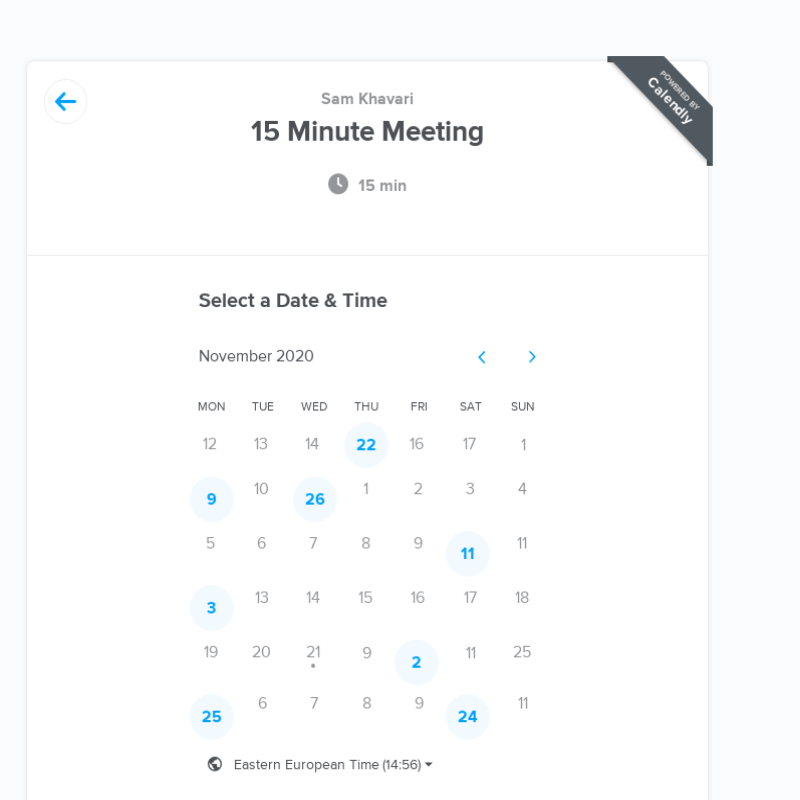 POWERED BY
Calendly
Sam Khavari
15 Minute Meeting
15 min
Select a Date & Time
November 2020
MON TUE WED THU FRI SAT SUN
12 13 14 22 16 17 1
9 10 26 1 2 3 4
5 6 7 8 9 11 11
3 13 14 15 16 17 18
19 20 21 9 2 11 25
25 6 7 8 9 24 11
Eastern European Time (14:56)